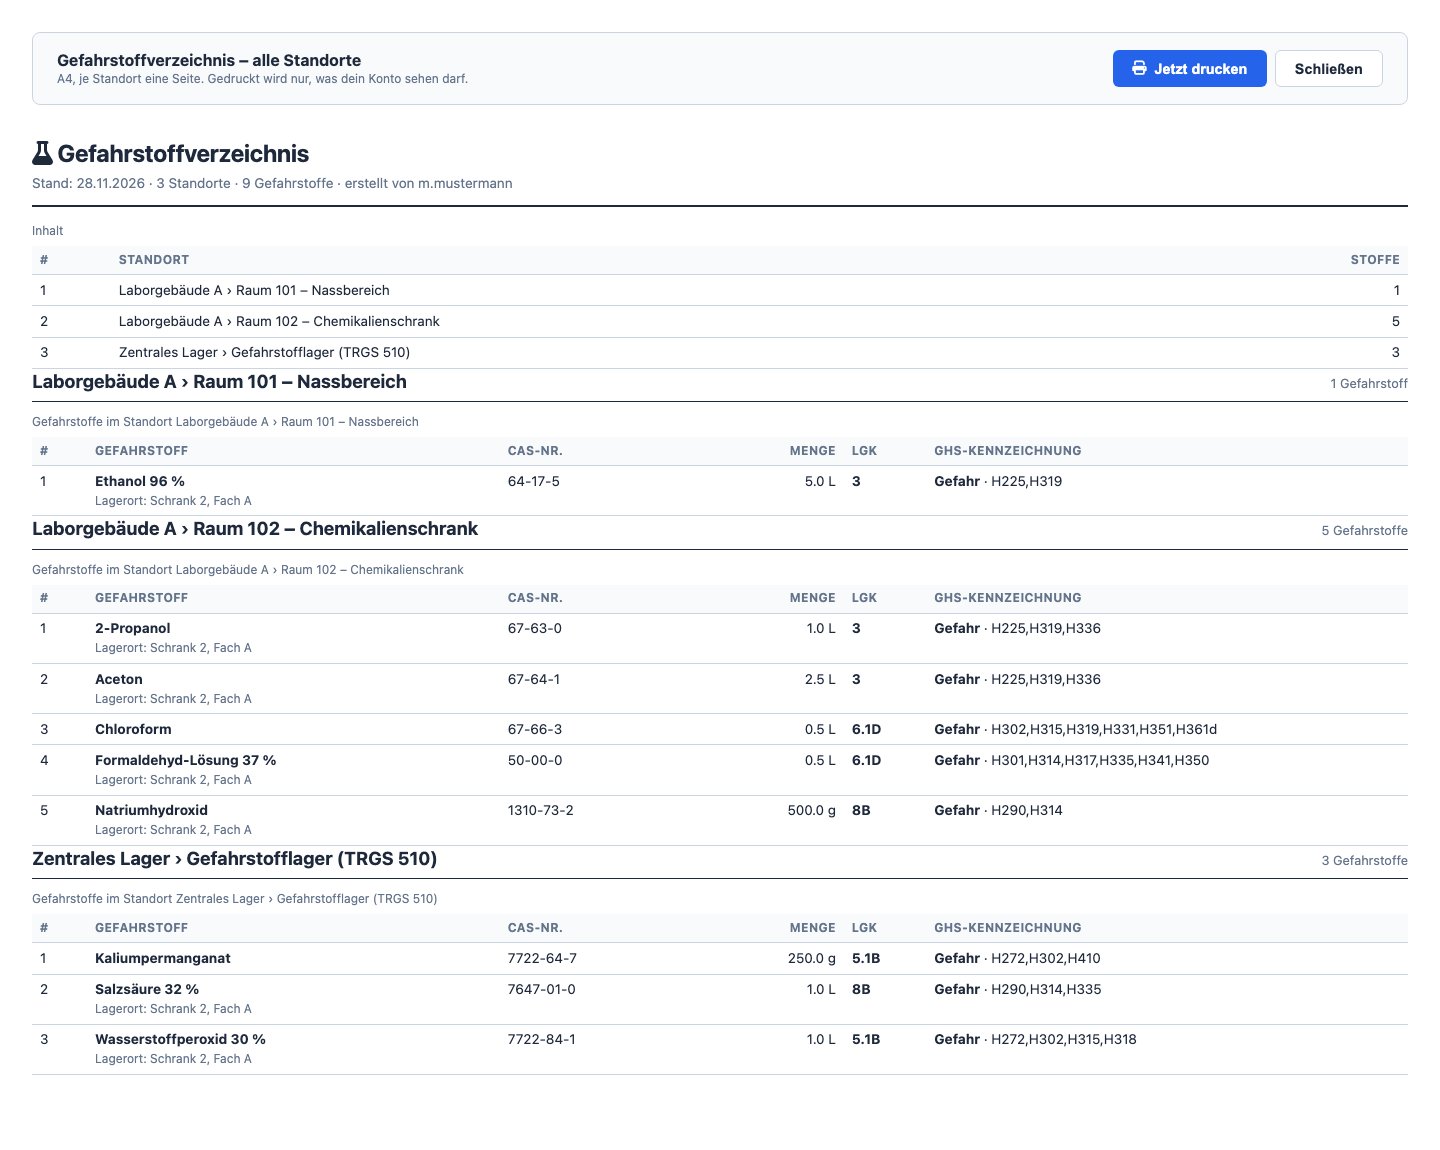 Gefahrstoffverzeichnis – alle Standorte
A4, je Standort eine Seite. Gedruckt wird nur, was dein Konto sehen darf.
Jetzt drucken
Schließen
Gefahrstoffverzeichnis
Stand: 28.11.2026 · 3 Standorte · 9 Gefahrstoffe · erstellt von m.mustermann
Inhalt
# STANDORT STOFFE
1 Laborgebäude A › Raum 101 – Nassbereich 1
2 Laborgebäude A › Raum 102 – Chemikalienschrank 5
3 Zentrales Lager › Gefahrstofflager (TRGS 510) 3
Laborgebäude A › Raum 101 – Nassbereich 1 Gefahrstoff
Gefahrstoffe im Standort Laborgebäude A › Raum 101 – Nassbereich
# GEFAHRSTOFF CAS-NR. MENGE LGK GHS-KENNZEICHNUNG
1 Ethanol 96 % 64-17-5 5.0 L 3 Gefahr · H225,H319
Lagerort: Schrank 2, Fach A
Laborgebäude A › Raum 102 – Chemikalienschrank 5 Gefahrstoffe
Gefahrstoffe im Standort Laborgebäude A › Raum 102 – Chemikalienschrank
# GEFAHRSTOFF CAS-NR. MENGE LGK GHS-KENNZEICHNUNG
1 2-Propanol 67-63-0 1.0 L 3 Gefahr · H225,H319,H336
Lagerort: Schrank 2, Fach A
2 Aceton 67-64-1 2.5 L 3 Gefahr · H225,H319,H336
Lagerort: Schrank 2, Fach A
3 Chloroform 67-66-3 0.5 L 6.1D Gefahr · H302,H315,H319,H331,H351,H361d
4 Formaldehyd-Lösung 37 % 50-00-0 0.5 L 6.1D Gefahr · H301,H314,H317,H335,H341,H350
Lagerort: Schrank 2, Fach A
5 Natriumhydroxid 1310-73-2 500.0 g 8B Gefahr · H290,H314
Lagerort: Schrank 2, Fach A
Zentrales Lager › Gefahrstofflager (TRGS 510) 3 Gefahrstoffe
Gefahrstoffe im Standort Zentrales Lager › Gefahrstofflager (TRGS 510)
# GEFAHRSTOFF CAS-NR. MENGE LGK GHS-KENNZEICHNUNG
1 Kaliumpermanganat 7722-64-7 250.0 g 5.1B Gefahr · H272,H302,H410
2 Salzsäure 32 % 7647-01-0 1.0 L 8B Gefahr · H290,H314,H335
Lagerort: Schrank 2, Fach A
3 Wasserstoffperoxid 30 % 7722-84-1 1.0 L 5.1B Gefahr · H272,H302,H315,H318
Lagerort: Schrank 2, Fach A